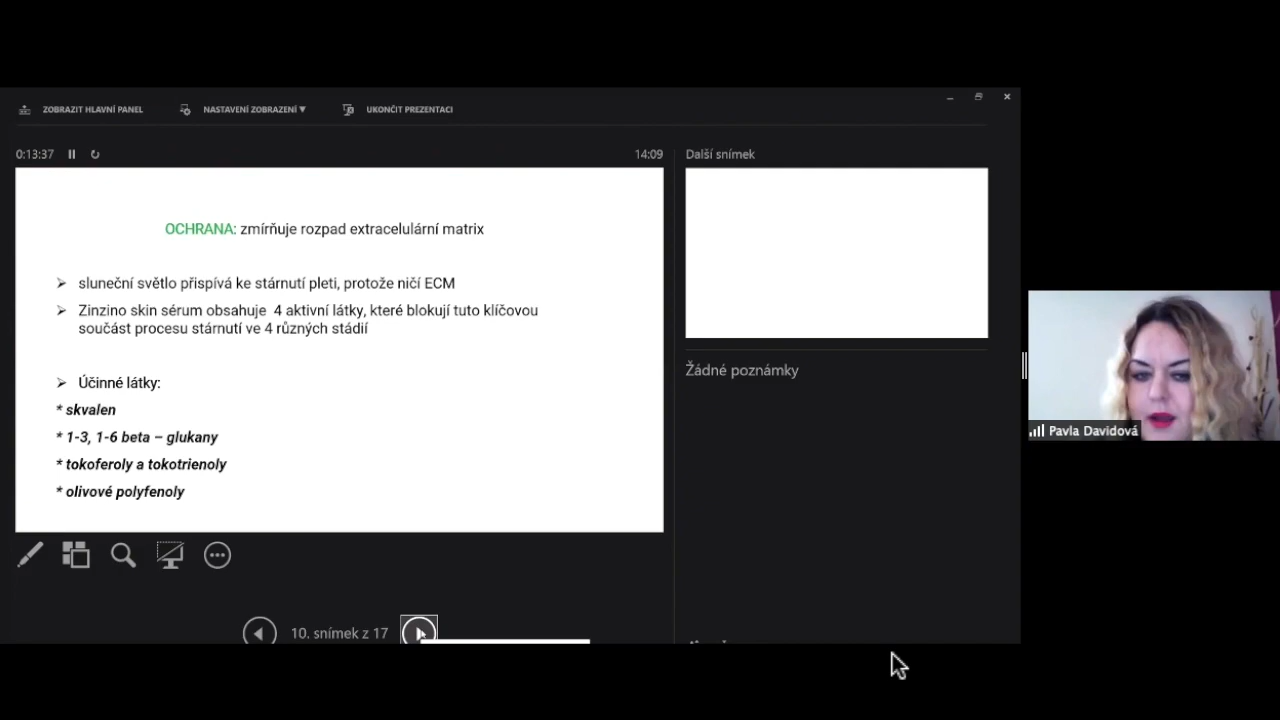 ZOBRAZIT HLAVNÍ PANEL
NASTAVENÍ ZOBRAZENÍ ▼
UKONČIT PREZENTACI
0:13:37
14:09
Další snímek
OCHRANA: zmírňuje rozpad extracelulární matrix
➢ sluneční světlo přispívá ke stárnutí pleti, protože ničí ECM
➢ Zinzino skin sérum obsahuje 4 aktivní látky, které blokují tuto klíčovou
součást procesu stárnutí ve 4 různých stádií
➢ Účinné látky:
* skvalen
* 1-3, 1-6 beta – glukany
* tokoferoly a tokotrienoly
* olivové polyfenoly
Žádné poznámky
Pavla Davidová
10. snímek z 17